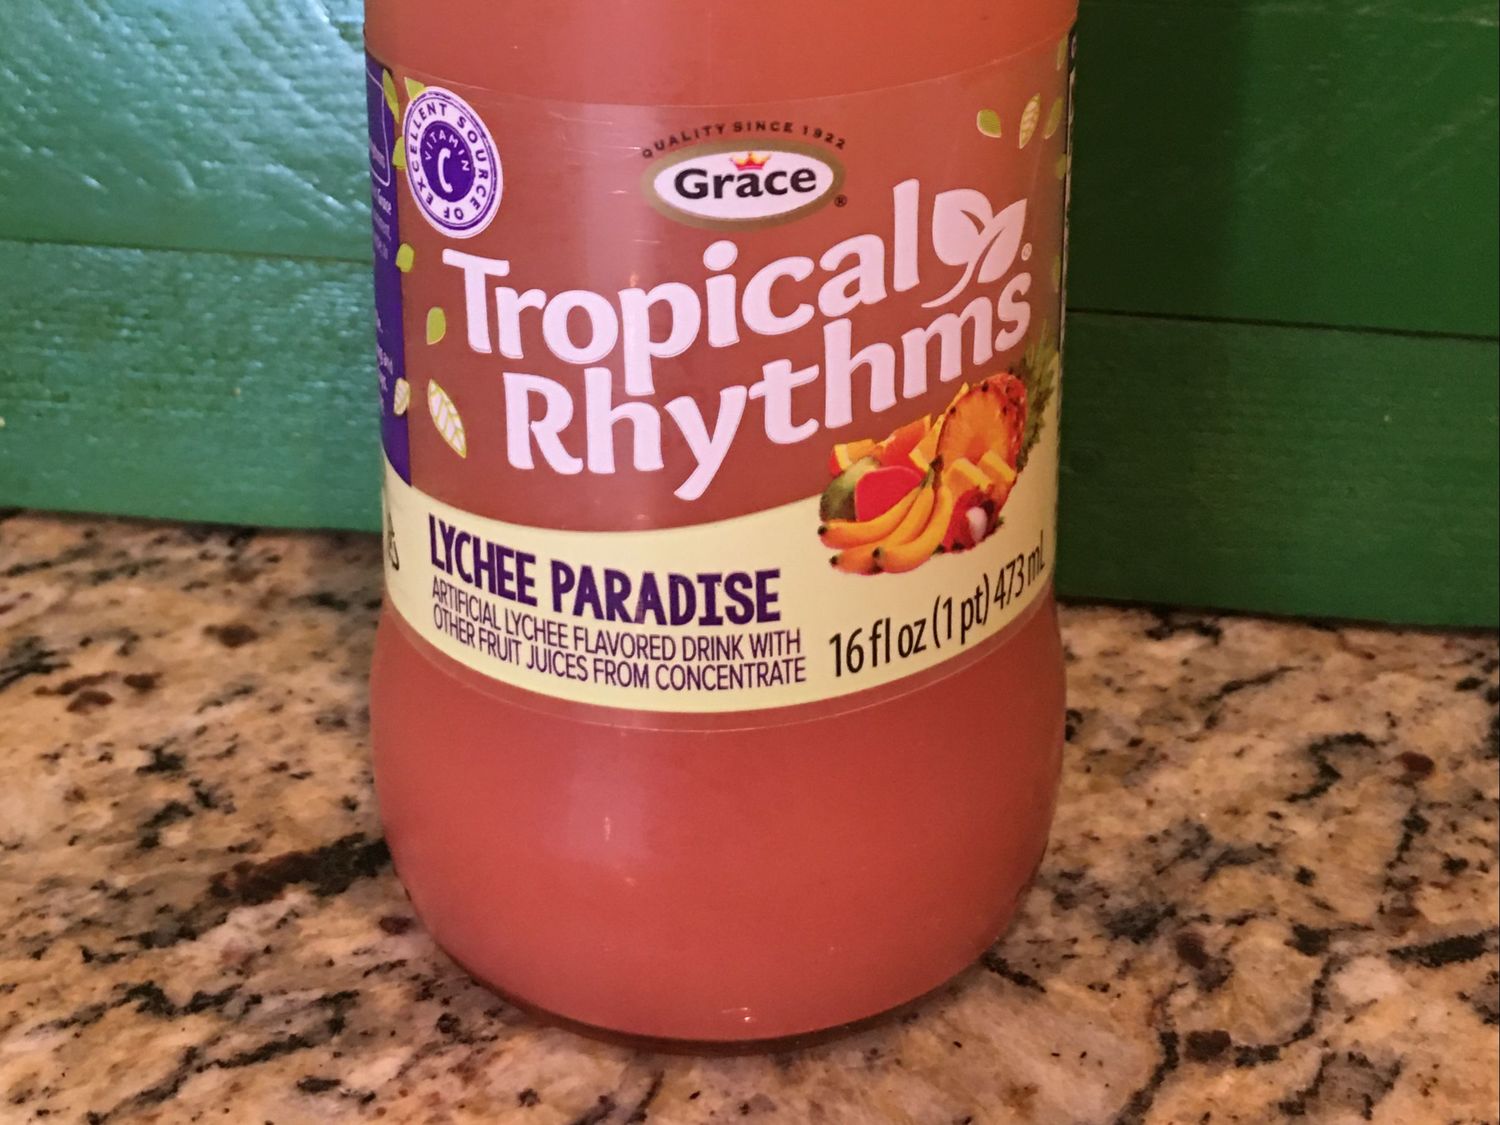 QUALITY SINCE 1922
Grace®
EXCELLENT SOURCE OF
VITAMIN
C
Tropical
Rhythms®
LYCHEE PARADISE
ARTIFICIAL LYCHEE FLAVORED DRINK WITH
OTHER FRUIT JUICES FROM CONCENTRATE
16 fl oz (1 pt) 473 mL